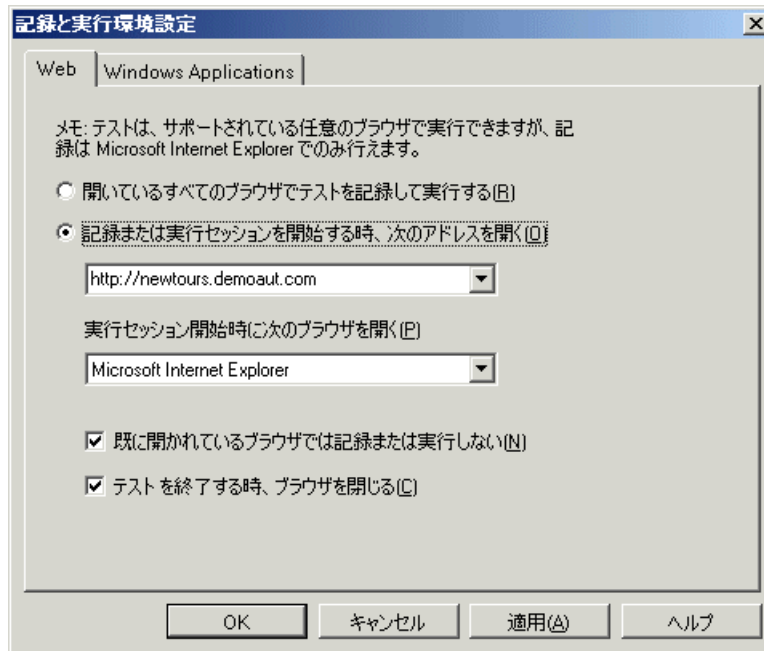 記録と実行環境設定
Web
Windows Applications
メモ: テストは、サポートされている任意のブラウザで実行できますが、記
録は Microsoft Internet Explorer でのみ行えます。
開いているすべてのブラウザでテストを記録して実行する(R)
記録または実行セッションを開始する時、次のアドレスを開く(O)
http://newtours.demoaut.com
実行セッション開始時に次のブラウザを開く(P)
Microsoft Internet Explorer
既に開かれているブラウザでは記録または実行しない(N)
テストを終了する時、ブラウザを閉じる(C)
OK
キャンセル
適用(A)
ヘルプ